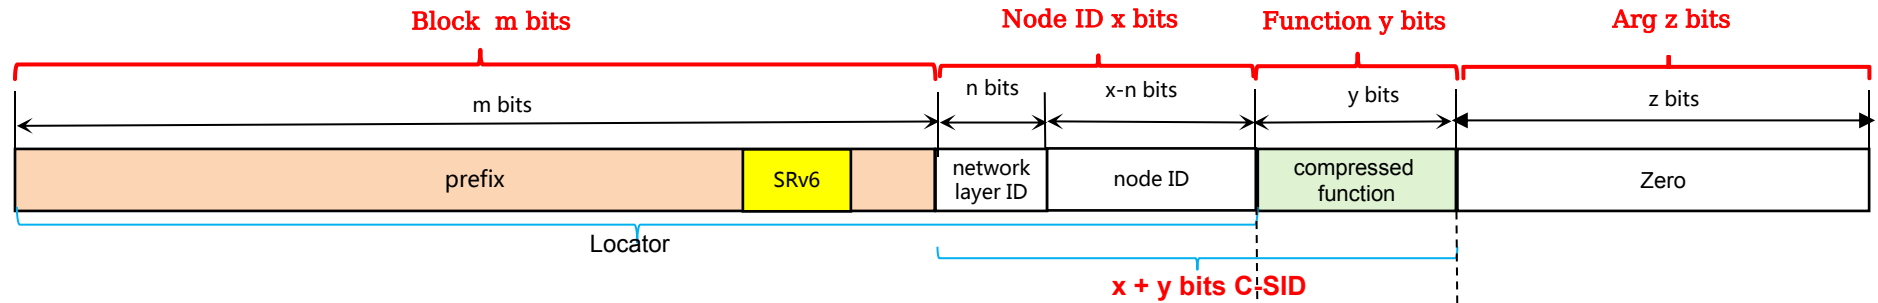 Block m bits
Node ID x bits
Function y bits
Arg z bits
m bits
n bits
x-n bits
y bits
z bits
prefix
SRv6
network
layer ID
node ID
compressed
function
Zero
Locator
x + y bits C-SID